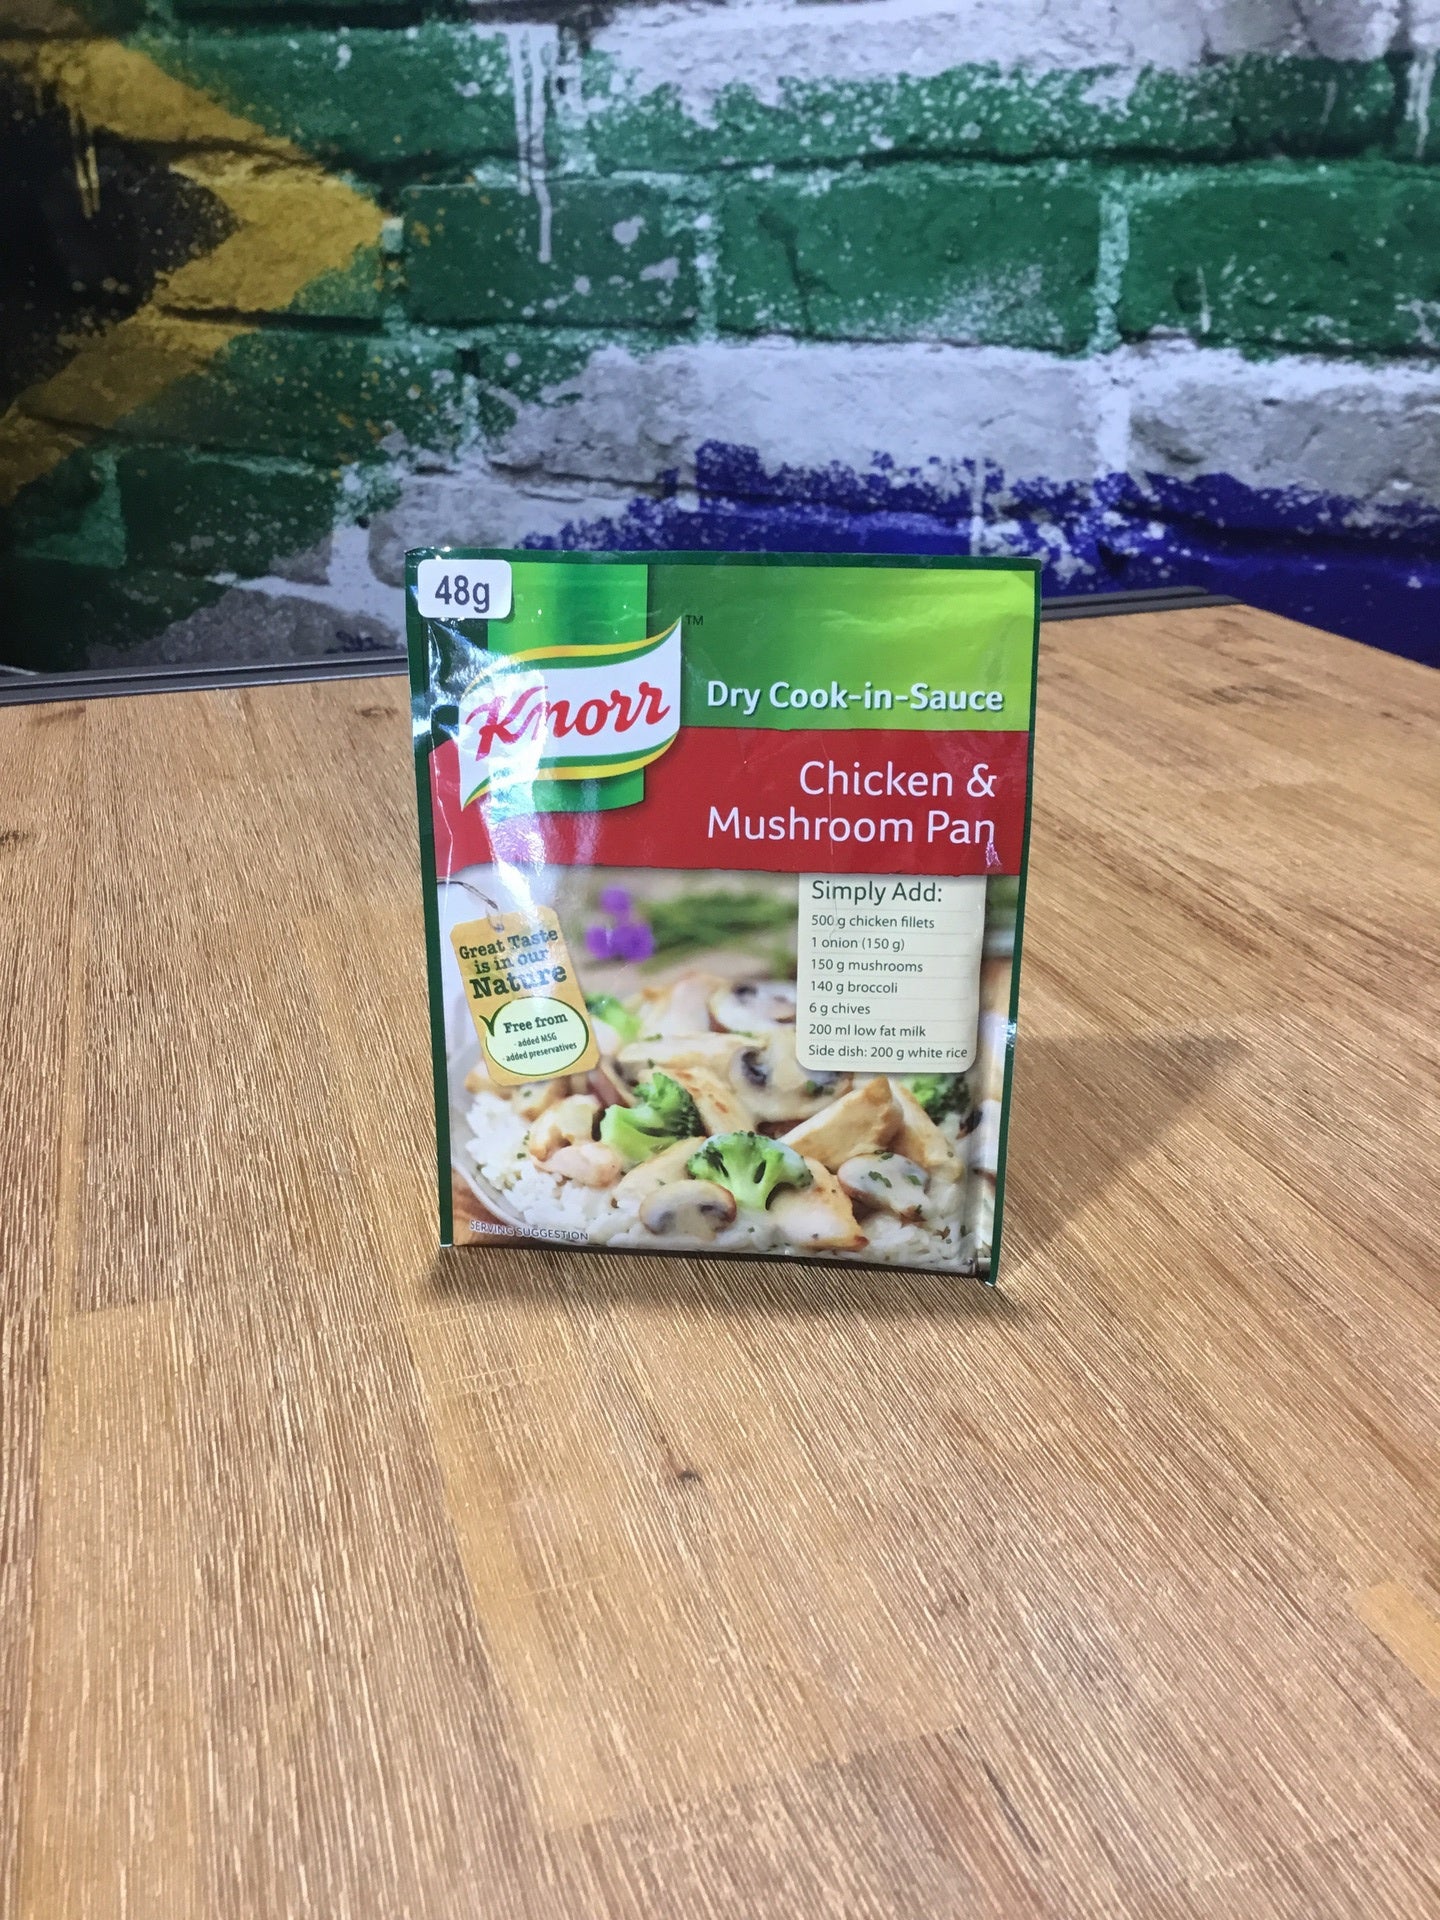 48g
Knorr
TM
Dry Cook-in-Sauce
Chicken &
Mushroom Pan
Simply Add:
500 g chicken fillets
1 onion (150 g)
150 g mushrooms
140 g broccoli
6 g chives
200 ml low fat milk
Side dish: 200 g white rice
Great Taste
is in our
Nature
Free from
- added MSG
- added preservatives
SERVING SUGGESTION